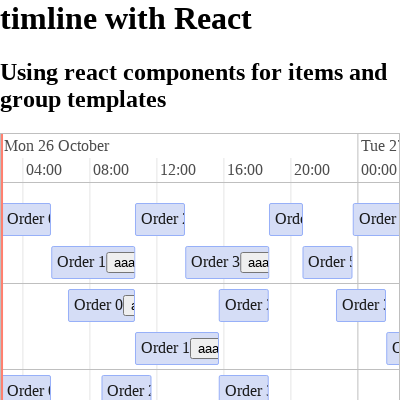 timline with React
Using react components for items and
group templates
Mon 26 October Tue
04:00 08:00 12:00 16:00 20:00 00:00
Order Order Order
Order 1 aaa Order 3 aaa Order
Order 0 Order Order
Order 1 aaa
Order Order Order